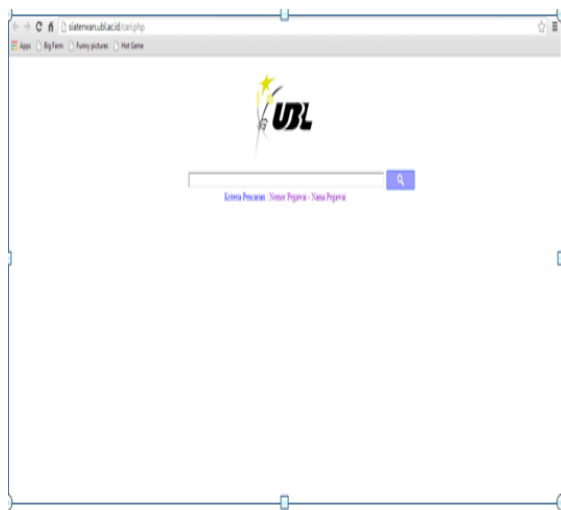 siaterwan.ubl.ac.id/cari.php
Apps Big Farm Funny pictures Hot Game
UBL
Kriteria Pencarian : Nomor Pegawai - Nama Pegawai